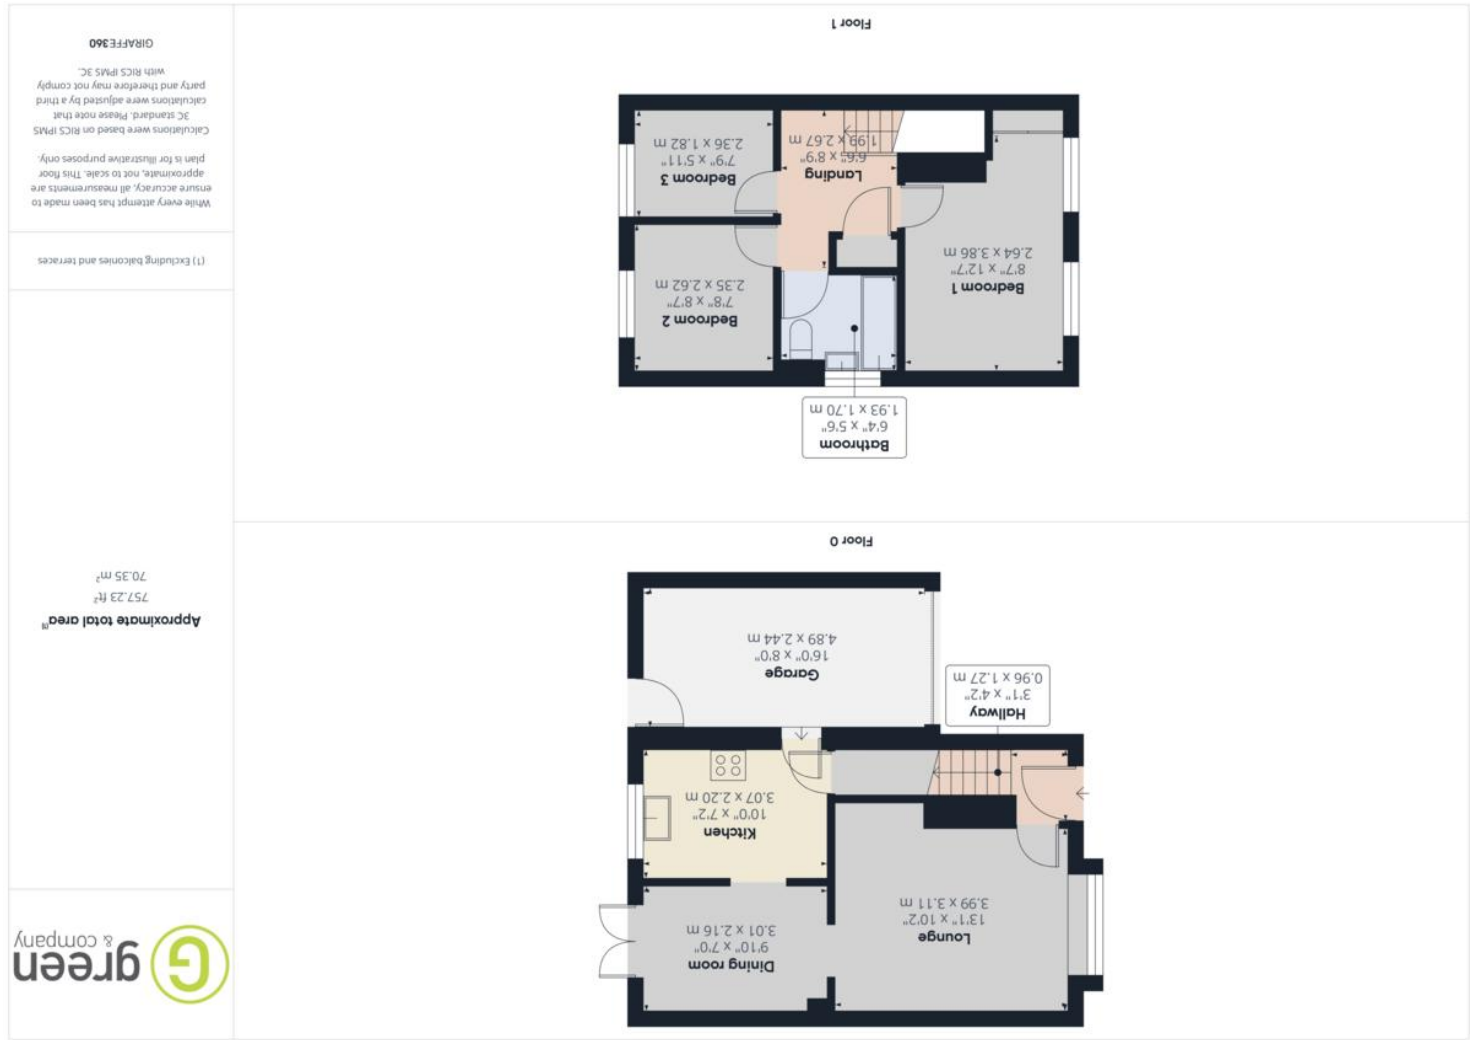 Lounge
13'1" x 10'2"
3.99 x 3.11 m
Dining room
9'10" x 7'0"
3.01 x 2.16 m
Kitchen
10'0" x 7'2"
3.07 x 2.20 m
Hallway
3'1" x 4'2"
0.96 x 1.27 m
Garage
16'0" x 8'0"
4.89 x 2.44 m
Floor 0
Bathroom
6'4" x 5'6"
1.93 x 1.70 m
Bedroom 1
8'7" x 12'7"
2.64 x 3.86 m
Bedroom 2
7'8" x 8'7"
2.35 x 2.62 m
Landing
6'6" x 8'9"
1.99 x 2.67 m
Bedroom 3
7'9" x 5'11"
2.36 x 1.82 m
Floor 1
G green
& company
Approximate total area⁽¹⁾
757.23 ft²
70.35 m²
(1) Excluding balconies and terraces
While every attempt has been made to
ensure accuracy, all measurements are
approximate, not to scale. This floor
plan is for illustrative purposes only.
Calculations were based on RICS IPMS
3C standard. Please note that
calculations were adjusted by a third
party and therefore may not comply
with RICS IPMS 3C.
GIRAFFE360